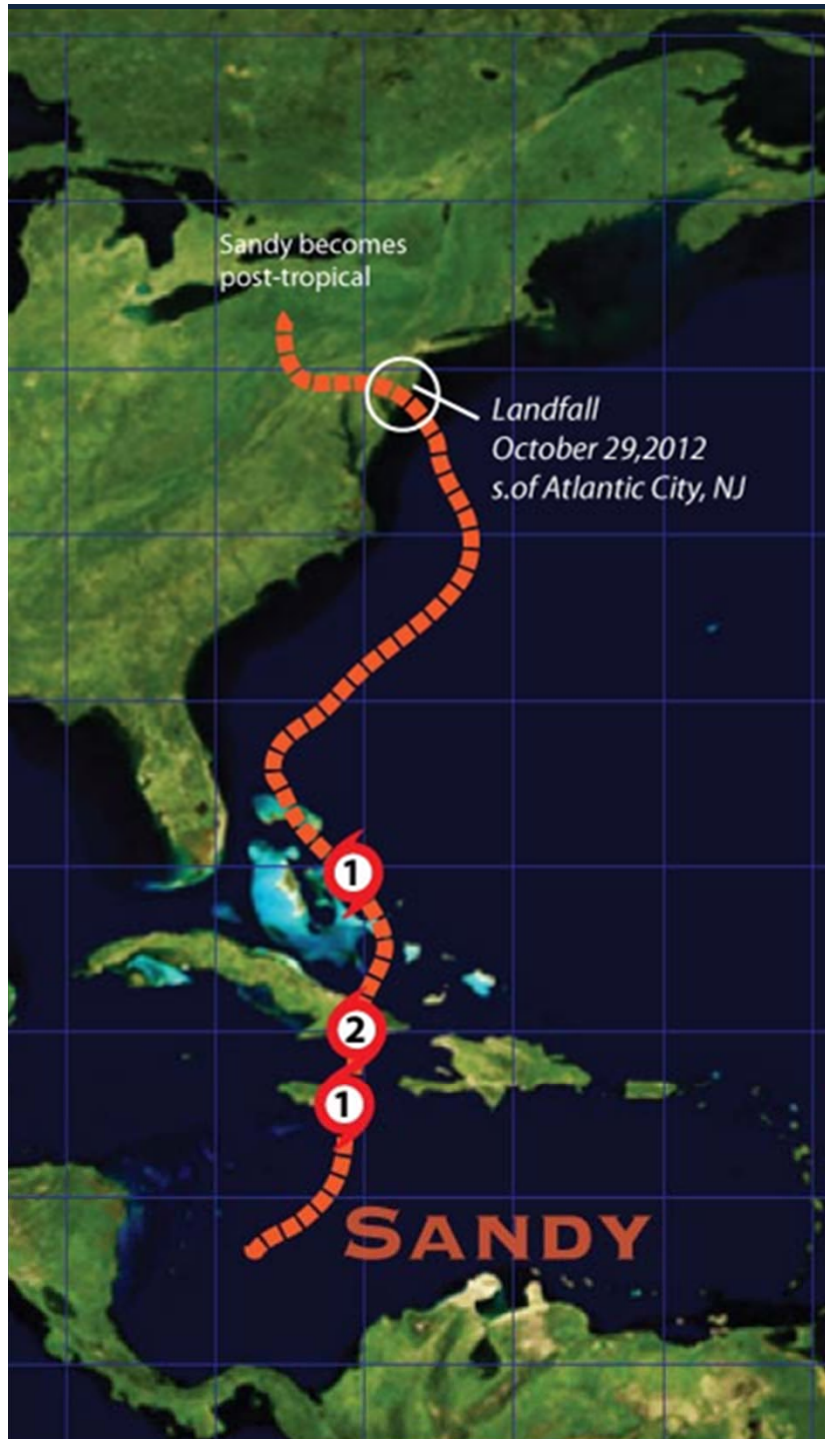 Sandy becomes
post-tropical
Landfall
October 29,2012
s.of Atlantic City, NJ
1
2
1
SANDY